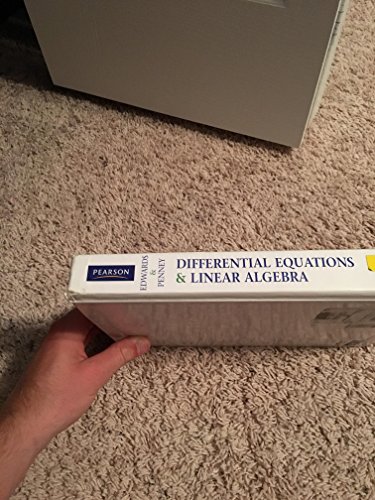 PEARSON
EDWARDS
&
PENNEY
DIFFERENTIAL EQUATIONS
& LINEAR ALGEBRA